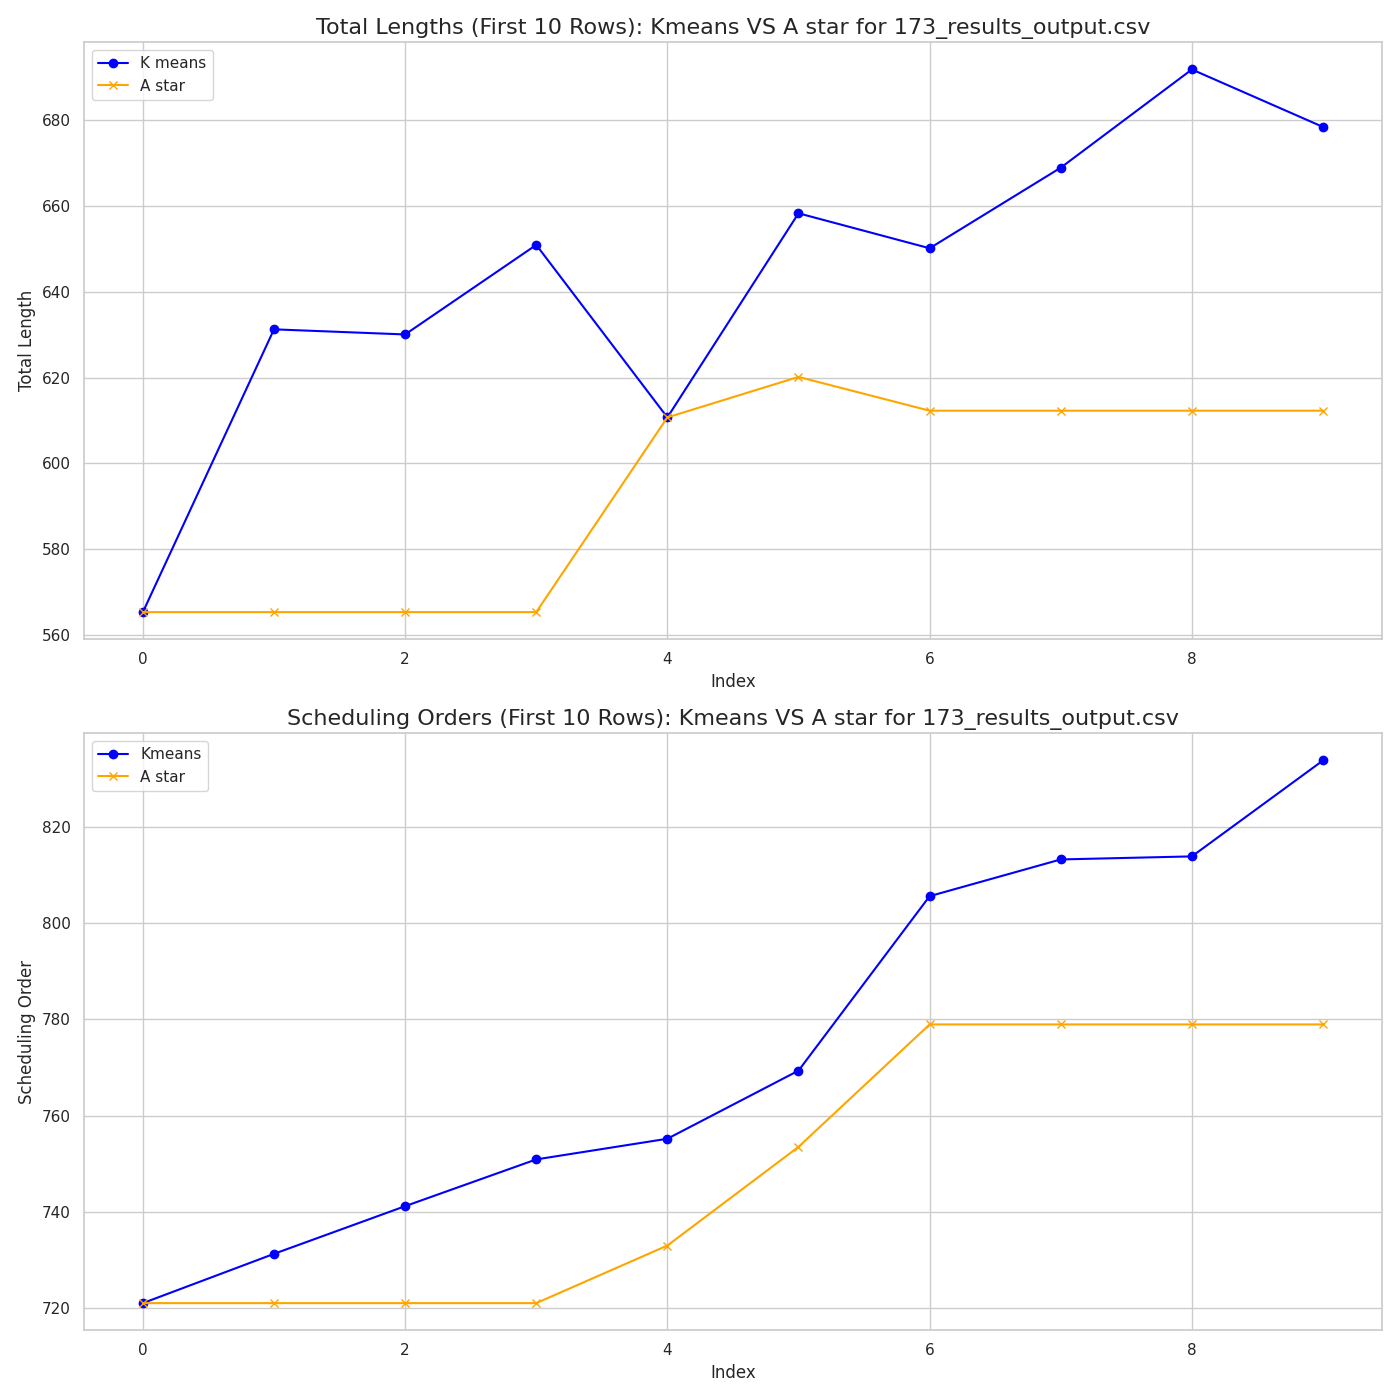 Total Lengths (First 10 Rows): Kmeans VS A star for 173_results_output.csv
K means
A star
Total Length
680
660
640
620
600
580
560
0 2 4 6 8
Index
Scheduling Orders (First 10 Rows): Kmeans VS A star for 173_results_output.csv
Kmeans
A star
Scheduling Order
820
800
780
760
740
720
0 2 4 6 8
Index